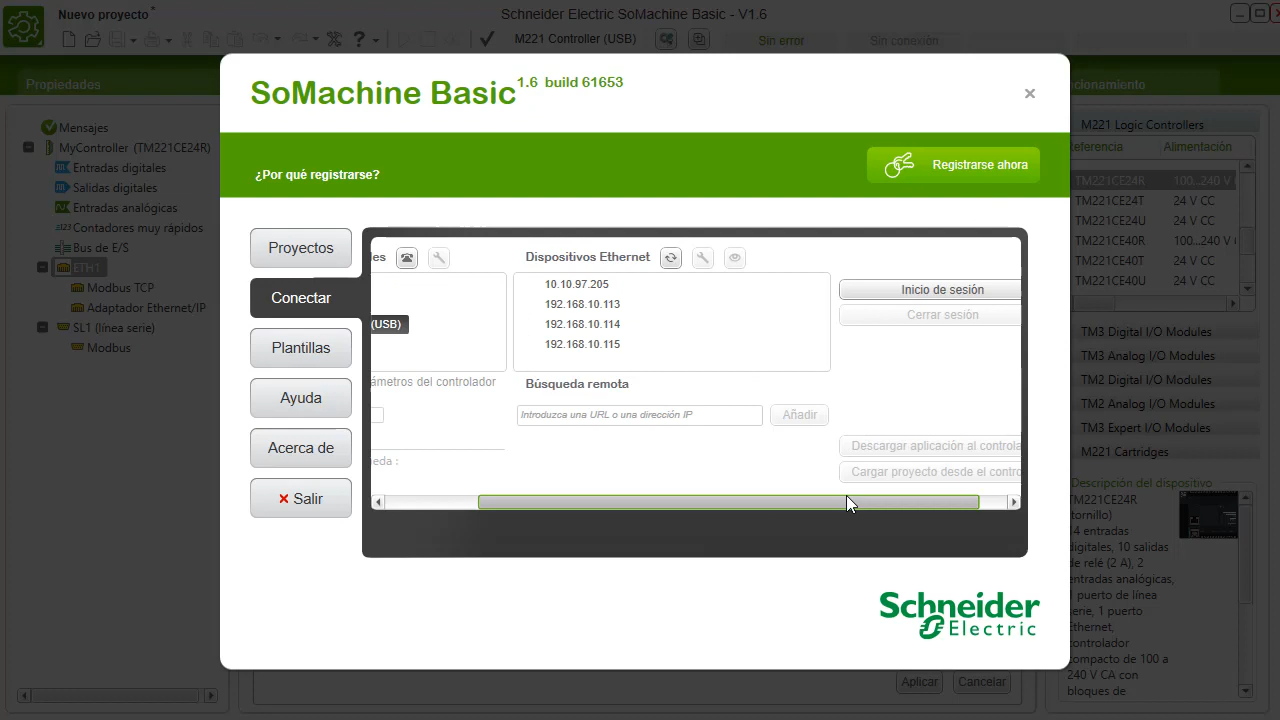 Nuevo proyecto *
Schneider Electric SoMachine Basic - V1.6
M221 Controller (USB)
Sin error
Sin conexión
Propiedades
cionamiento
Mensajes
MyController (TM221CE24R)
Entradas digitales
Salidas digitales
Entradas analógicas
Contadores muy rápidos
Bus de E/S
ETH1
Modbus TCP
Adaptador Ethernet/IP
SL1 (línea serie)
Modbus
SoMachine Basic 1.6 build 61653
×
¿Por qué registrarse?
Registrarse ahora
Proyectos
Conectar
Plantillas
Ayuda
Acerca de
Salir
les
Dispositivos Ethernet
10.10.97.205
192.168.10.113
192.168.10.114
192.168.10.115
(USB)
Inicio de sesión
Cerrar sesión
ámetros del controlador
Búsqueda remota
Introduzca una URL o una dirección IP
Añadir
eda :
Descargar aplicación al controla
Cargar proyecto desde el contro
Schneider
Electric
Aplicar
Cancelar
M221 Logic Controllers
eferencia Alimentación
TM221CE24R 100...240 V
TM221CE24T 24 V CC
TM221CE24U 24 V CC
TM221CE40R 100...240 V
TM221CE40T 24 V CC
TM221CE40U 24 V CC
TM3 Digital I/O Modules
TM3 Analog I/O Modules
TM2 Digital I/O Modules
TM2 Analog I/O Modules
TM3 Expert I/O Modules
M221 Cartridges
Descripción del dispositivo
TM221CE24R
tornillo)
14 entradas
digitales, 10 salidas
de relé (2 A), 2
entradas analógicas,
1 puerto de línea
serie, 1 puerto
Ethernet,
controlador
compacto de 100 a
240 V CA con
bloques de